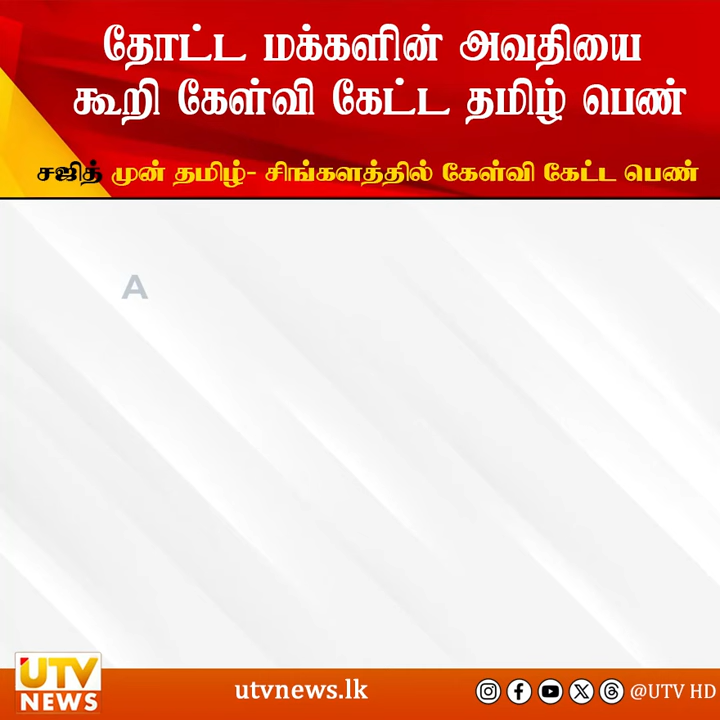 தோட்ட மக்களின் அவதியை
கூறி கேள்வி கேட்ட தமிழ் பெண்
சஜித் முன் தமிழ்- சிங்களத்தில் கேள்வி கேட்ட பெண்
A
UTV
NEWS
utvnews.lk
@UTV HD